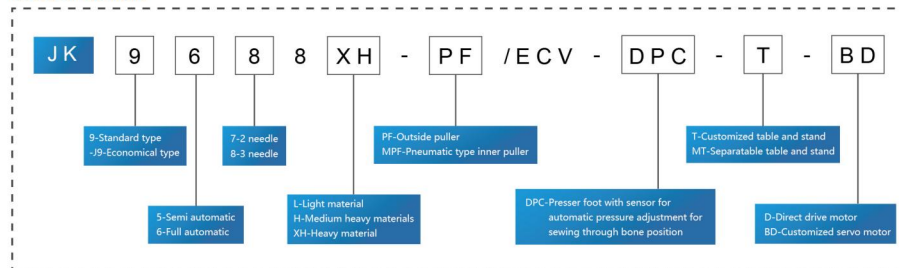 JK 9 6 8 8 XH - PF /ECV - DPC - T - BD
9-Standard type
-J9-Economical type
7-2 needle
8-3 needle
PF-Outside puller
MPF-Pneumatic type inner puller
T-Customized table and stand
MT-Separatable table and stand
5-Semi automatic
6-Full automatic
L-Light material
H-Medium heavy materials
XH-Heavy material
DPC-Presser foot with sensor for
automatic pressure adjustment for
sewing through bone position
D-Direct drive motor
BD-Customized servo motor